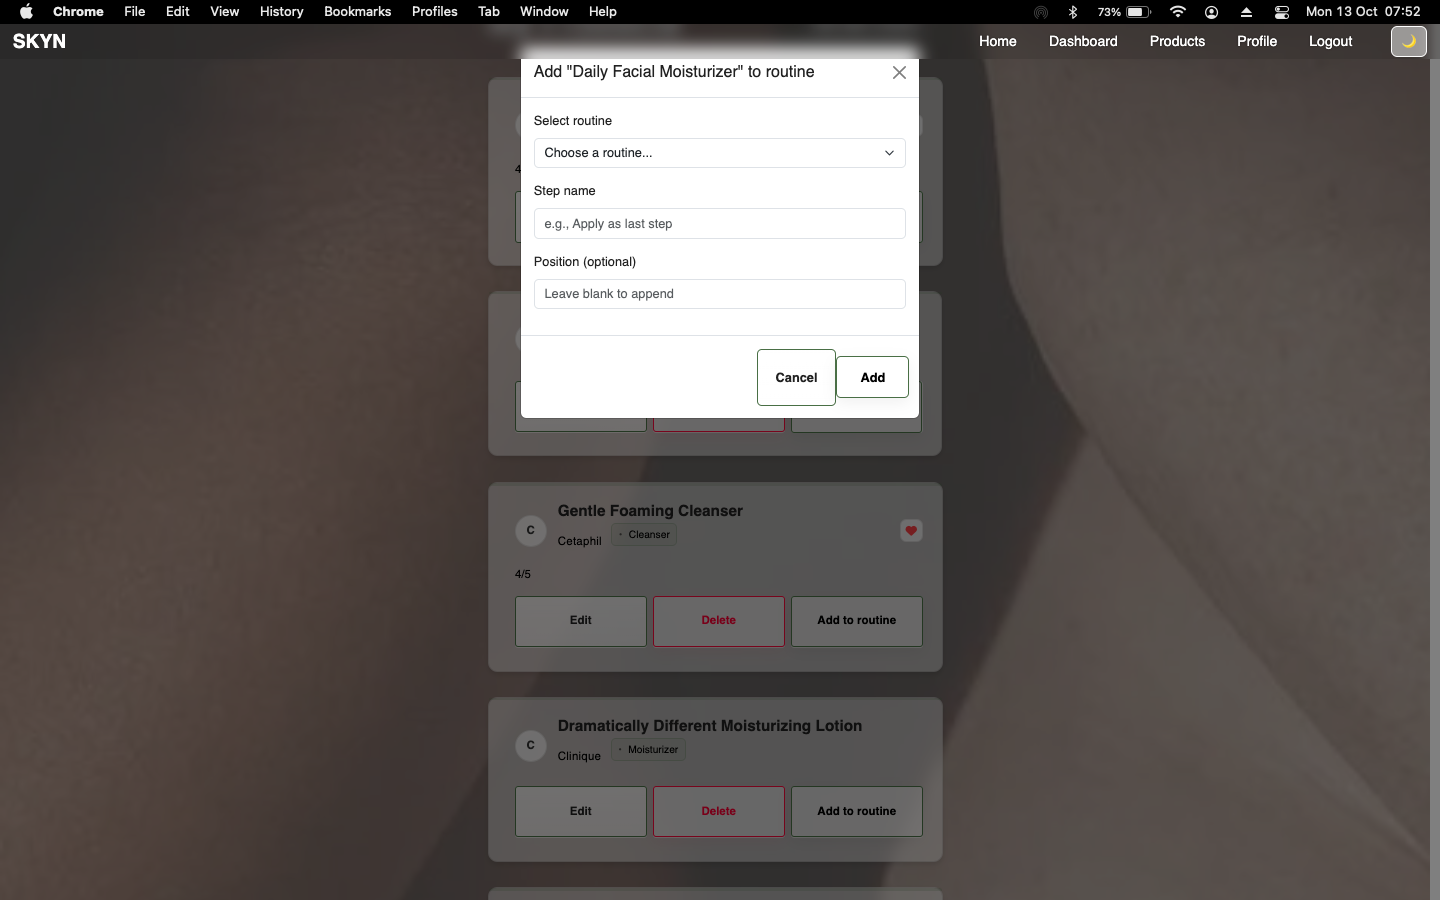 Chrome File Edit View History Bookmarks Profiles Tab Window Help 73% Mon 13 Oct 07:52
SKYN Home Dashboard Products Profile Logout
Add "Daily Facial Moisturizer" to routine
Select routine
Choose a routine...
Step name
e.g., Apply as last step
Position (optional)
Leave blank to append
Cancel Add
4
Gentle Foaming Cleanser
C
Cetaphil • Cleanser
4/5
Edit Delete Add to routine
Dramatically Different Moisturizing Lotion
C
Clinique • Moisturizer
Edit Delete Add to routine